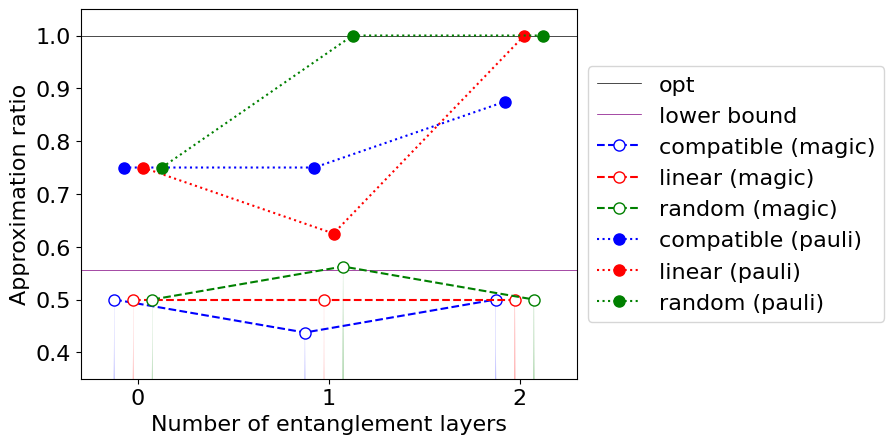 1.0
0.9
0.8
0.7
0.6
0.5
0.4
Approximation ratio
0 1 2
Number of entanglement layers
opt
lower bound
compatible (magic)
linear (magic)
random (magic)
compatible (pauli)
linear (pauli)
random (pauli)